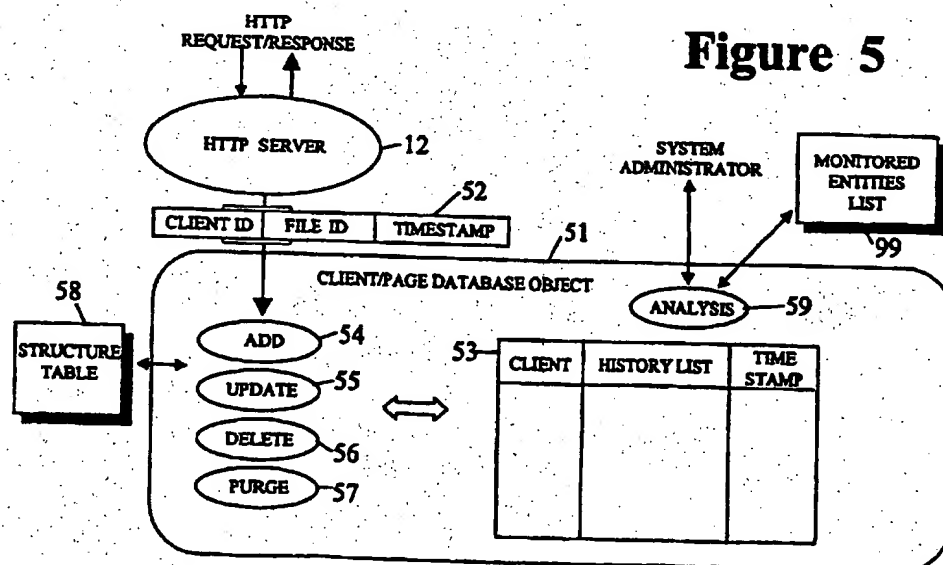 HTTP
REQUEST/RESPONSE
Figure 5
HTTP SERVER
12
SYSTEM
ADMINISTRATOR
MONITORED
ENTITIES
LIST
99
52
CLIENT ID FILE ID TIMESTAMP
51
CLIENT/PAGE DATABASE OBJECT
ANALYSIS
59
58
STRUCTURE
TABLE
ADD
54
UPDATE
55
DELETE
56
PURGE
57
53
CLIENT HISTORY LIST TIME
STAMP